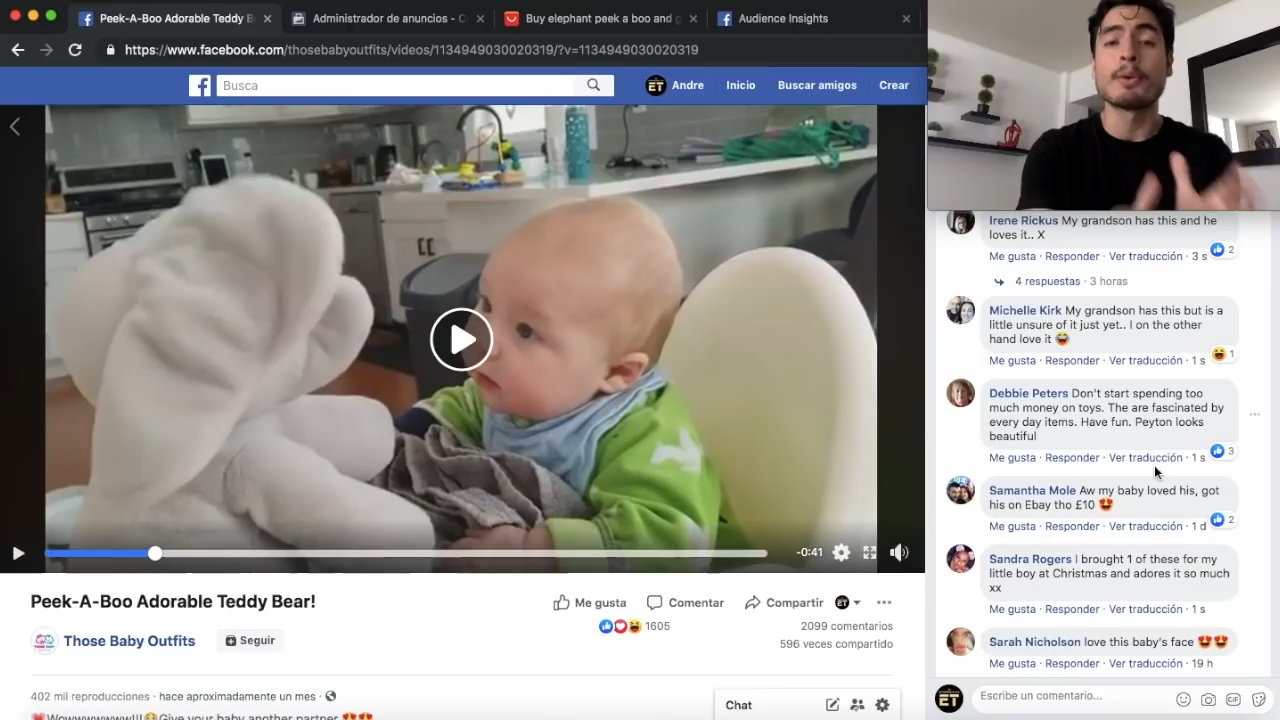 Peek-A-Boo Adorable Teddy B
Administrador de anuncios - C
Buy elephant peek a boo and g
Audience Insights
https://www.facebook.com/thosebabyoutfits/videos/1134949030020319/?v=1134949030020319
Busca
ET Andre Inicio Buscar amigos Crear
-0:41
Peek-A-Boo Adorable Teddy Bear!
Me gusta Comentar Compartir ET
1605
2099 comentarios
596 veces compartido
Those Baby Outfits
Seguir
402 mil reproducciones · hace aproximadamente un mes ·
Wowwwwwww!!!😍Give your baby another partner 😍😍
Chat
Irene Rickus My grandson has this and he
loves it.. X
Me gusta · Responder · Ver traducción · 3 s
2
4 respuestas · 3 horas
Michelle Kirk My grandson has this but is a
little unsure of it just yet.. I on the other
hand love it 😂
Me gusta · Responder · Ver traducción · 1 s
1
Debbie Peters Don't start spending too
much money on toys. The are fascinated by
every day items. Have fun. Peyton looks
beautiful
Me gusta · Responder · Ver traducción · 1 s
3
Samantha Mole Aw my baby loved his, got
his on Ebay tho £10 😍
Me gusta · Responder · Ver traducción · 1 d
2
Sandra Rogers I brought 1 of these for my
little boy at Christmas and adores it so much
xx
Me gusta · Responder · Ver traducción · 1 s
Sarah Nicholson love this baby's face 😍😍
Me gusta · Responder · Ver traducción · 19 h
ET
Escribe un comentario...
GIF